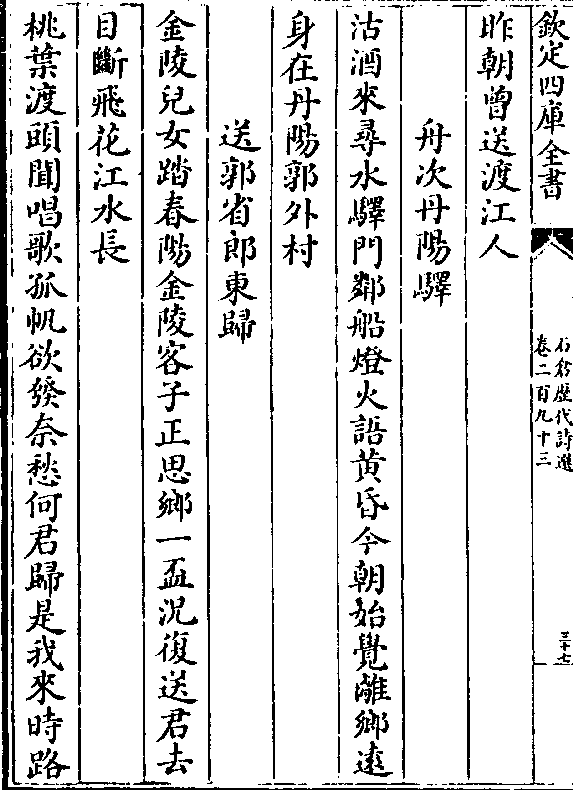 欽定四庫全書
石倉歷代詩選
卷二百九十三
三十七
昨朝曾送渡江人
舟次丹陽驛
沽酒來尋水驛門鄰船燈火語黄昏今朝始覺離鄉遠
身在丹陽郭外村
送郭省郎東歸
金陵兒女踏春陽金陵客子正思鄉一盃況復送君去
目斷飛花江水長
桃葉渡頭聞唱歌孤帆欲發奈愁何君歸是我來時路